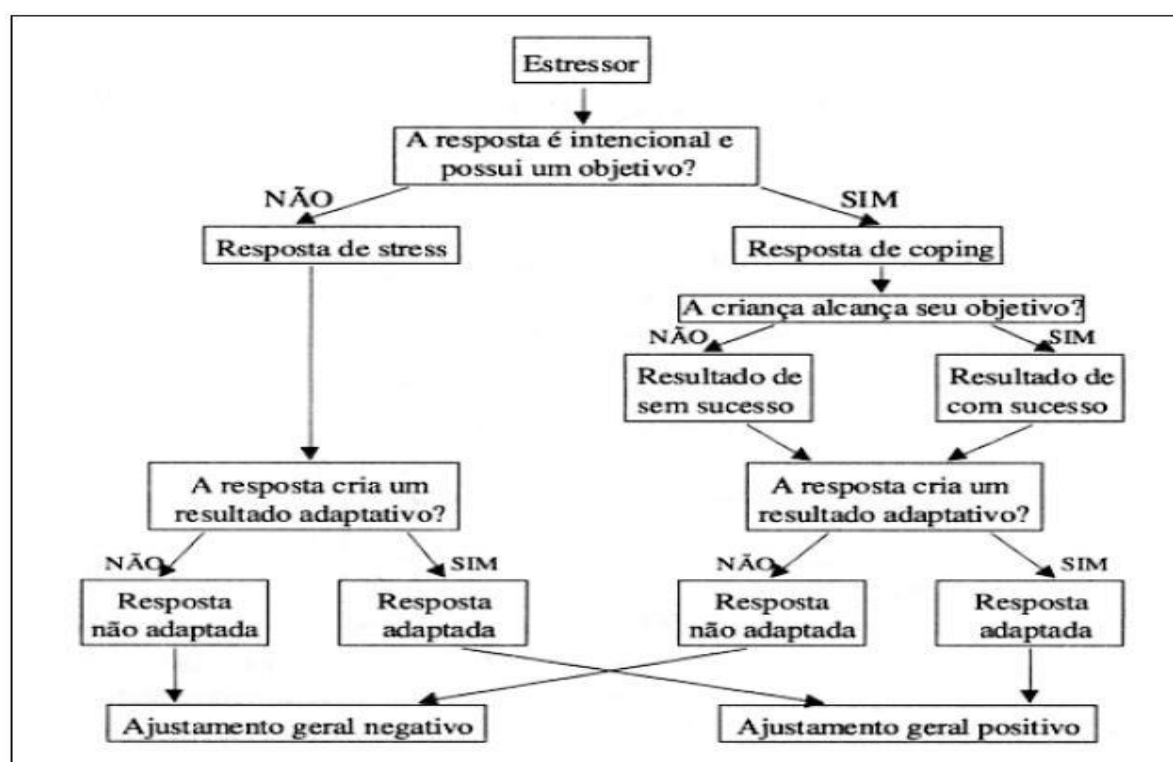 Estressor
A resposta é intencional e
possui um objetivo?
NÃO
SIM
Resposta de stress
Resposta de coping
A criança alcança seu objetivo?
NÃO
SIM
Resultado de
sem sucesso
Resultado de
com sucesso
A resposta cria um
resultado adaptativo?
A resposta cria um
resultado adaptativo?
NÃO
SIM
NÃO
SIM
Resposta
não adaptada
Resposta
adaptada
Resposta
não adaptada
Resposta
adaptada
Ajustamento geral negativo
Ajustamento geral positivo